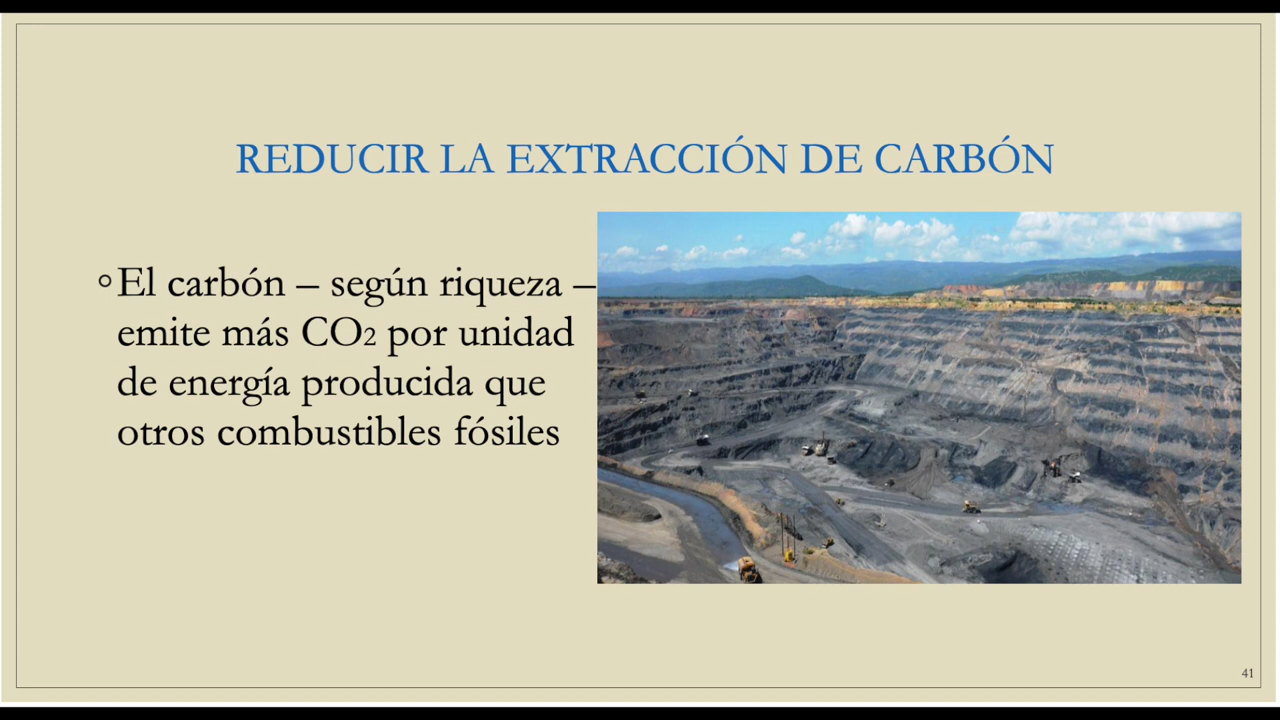 REDUCIR LA EXTRACCIÓN DE CARBÓN
◦El carbón – según riqueza –
emite más CO2 por unidad
de energía producida que
otros combustibles fósiles
41